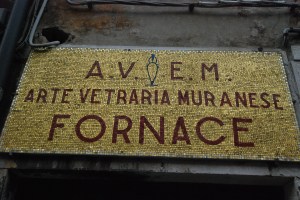 A.V. E.M.
ARTE VETRARIA MURANESE
FORNACE